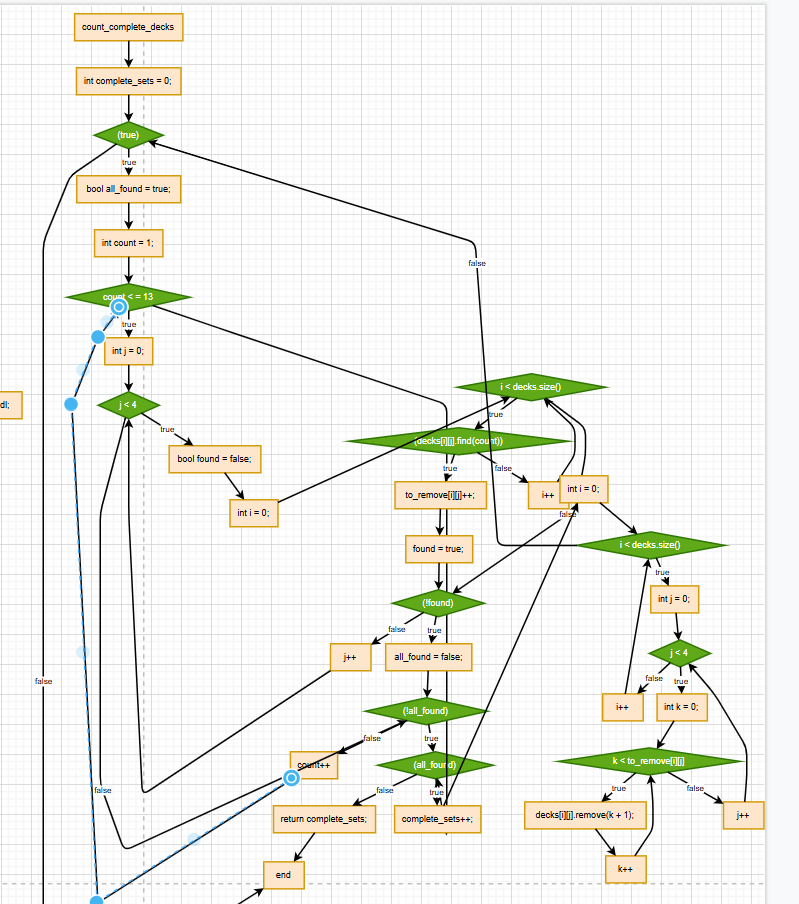 count_complete_decks
int complete_sets = 0;
(true)
true
bool all_found = true;
int count = 1;
false
count < = 13
true
int j = 0;
i < decks.size()
dl;
j < 4
true
true
(decks[i][j].find(count))
bool found = false;
true
false
to_remove[i][j]++;
i++
int i = 0;
int i = 0;
false
found = true;
i < decks.size()
true
(!found)
int j = 0;
false
true
j++
all_found = false;
j < 4
false
true
false
i++
int k = 0;
(!all_found)
false
true
count++
(all_found)
k < to_remove[i][j]
false
false
true
true
false
return complete_sets;
complete_sets++;
decks[i][j].remove(k + 1);
j++
end
k++